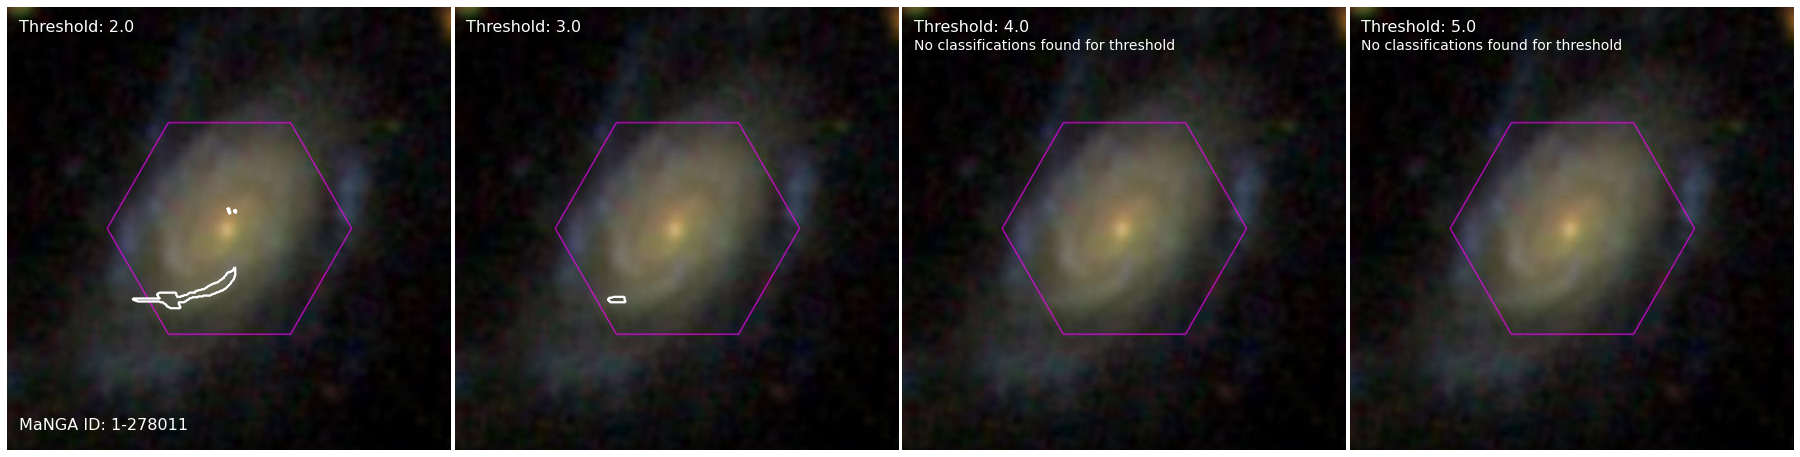 Threshold: 2.0
MaNGA ID: 1-278011
Threshold: 3.0
Threshold: 4.0
No classifications found for threshold
Threshold: 5.0
No classifications found for threshold